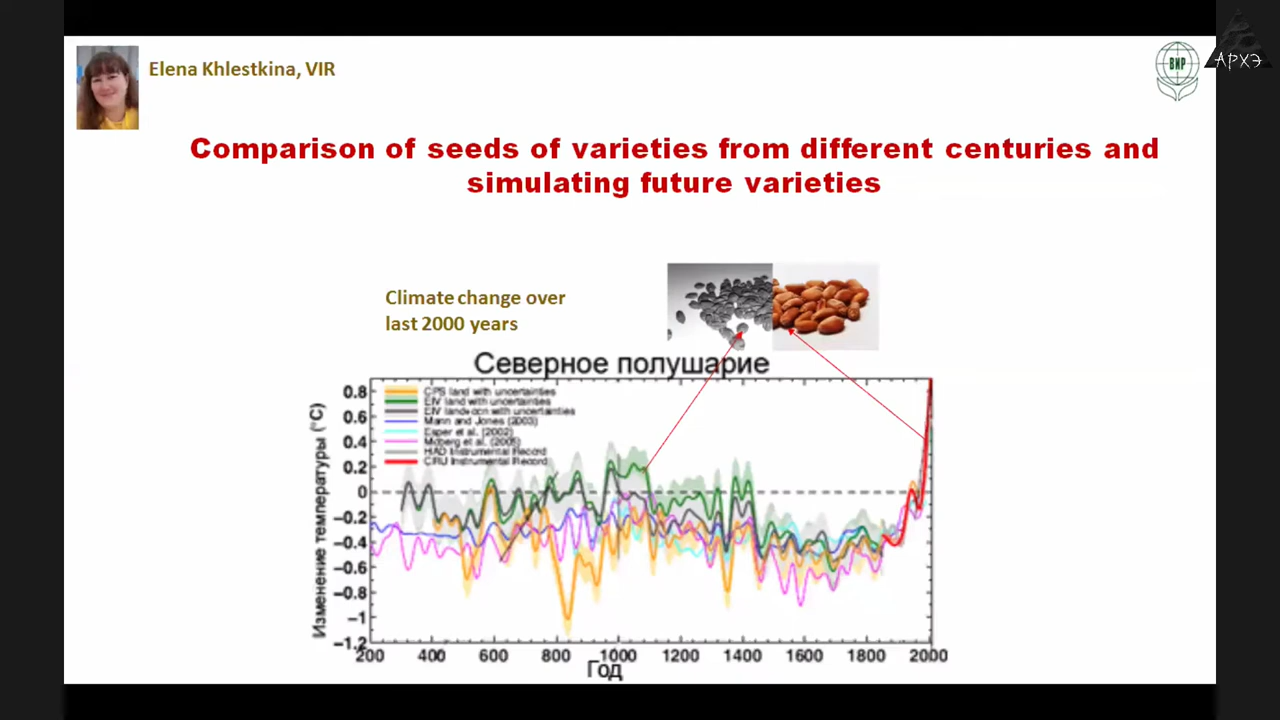 Elena Khlestkina, VIR
ВИР
АРХЭ
Comparison of seeds of varieties from different centuries and
simulating future varieties
Climate change over
last 2000 years
Северное полушарие
Изменение температуры (°C)
0.8
0.6
0.4
0.2
0
−0.2
−0.4
−0.6
−0.8
−1
−1.2
CPS land with uncertainties
EIV land with uncertainties
EIV land+ocn with uncertainties
Mann and Jones (2003)
Esper et al. (2002)
Moberg et al. (2005)
HAD Instrumental Record
CRU Instrumental Record
200 400 600 800 1000 1200 1400 1600 1800 2000
Год